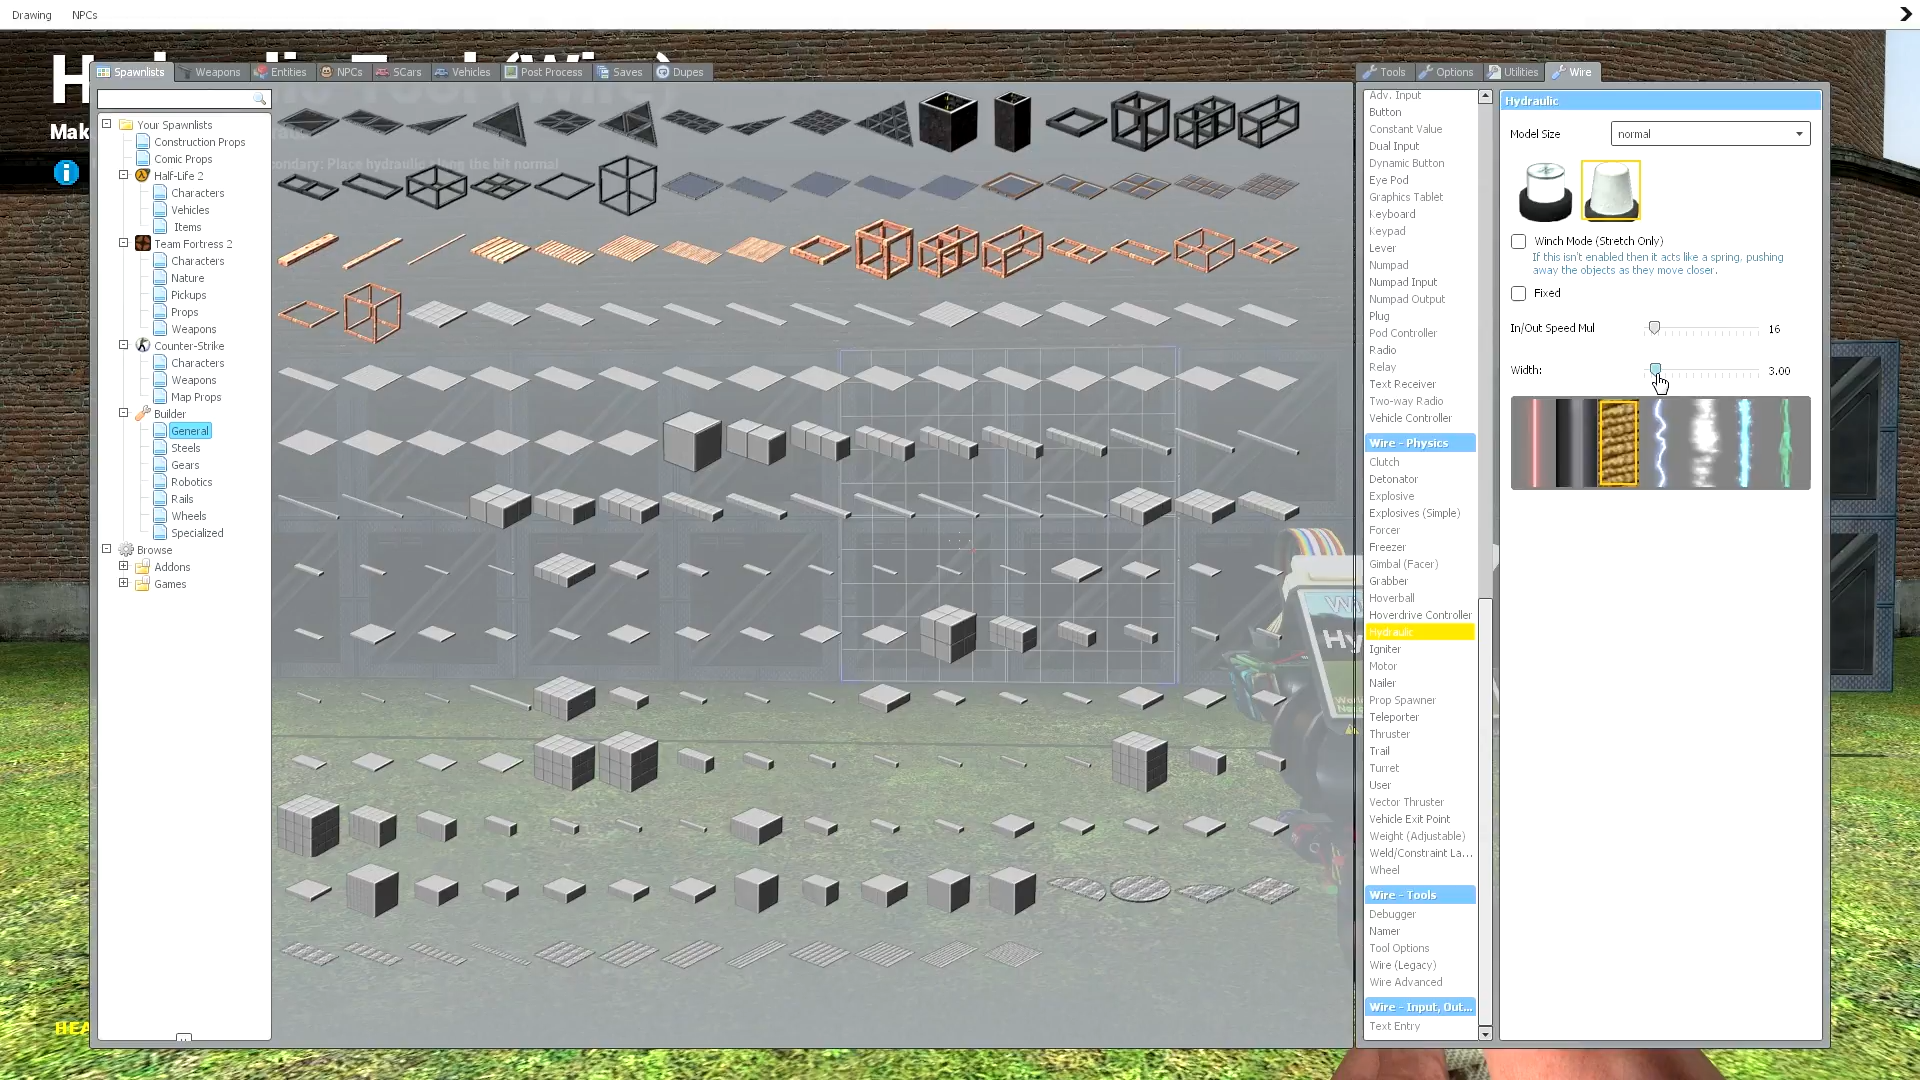 Drawing NPCs
Mak
condary: Place hydraulic along the hit normal
Spawnlists Weapons Entities NPCs SCars Vehicles Post Process Saves Dupes
Your Spawnlists
Construction Props
Comic Props
Half-Life 2
Characters
Vehicles
Items
Team Fortress 2
Characters
Nature
Pickups
Props
Weapons
Counter-Strike
Characters
Weapons
Map Props
Builder
General
Steels
Gears
Robotics
Rails
Wheels
Specialized
Browse
Addons
Games
HEA
Tools Options Utilities Wire
Adv. Input
Button
Constant Value
Dual Input
Dynamic Button
Eye Pod
Graphics Tablet
Keyboard
Keypad
Lever
Numpad
Numpad Input
Numpad Output
Plug
Pod Controller
Radio
Relay
Text Receiver
Two-way Radio
Vehicle Controller
Wire - Physics
Clutch
Detonator
Explosive
Explosives (Simple)
Forcer
Freezer
Gimbal (Facer)
Grabber
Hoverball
Hoverdrive Controller
Hydraulic
Igniter
Motor
Nailer
Prop Spawner
Teleporter
Thruster
Trail
Turret
User
Vector Thruster
Vehicle Exit Point
Weight (Adjustable)
Weld/Constraint La...
Wheel
Wire - Tools
Debugger
Namer
Tool Options
Wire (Legacy)
Wire Advanced
Wire - Input, Out...
Text Entry
Hydraulic
Model Size normal
Winch Mode (Stretch Only)
If this isn't enabled then it acts like a spring, pushing
away the objects as they move closer.
Fixed
In/Out Speed Mul 16
Width: 3.00